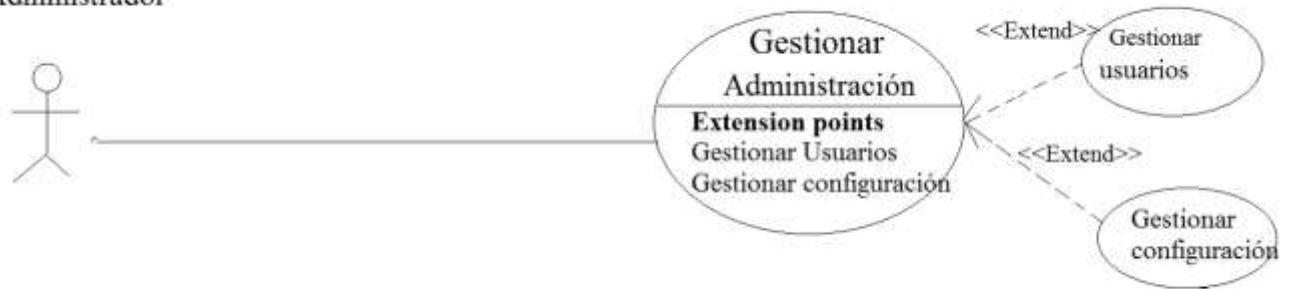 Administrador
Gestionar
Administración
Extension points
Gestionar Usuarios
Gestionar configuración
<<Extend>>
Gestionar
usuarios
<<Extend>>
Gestionar
configuración